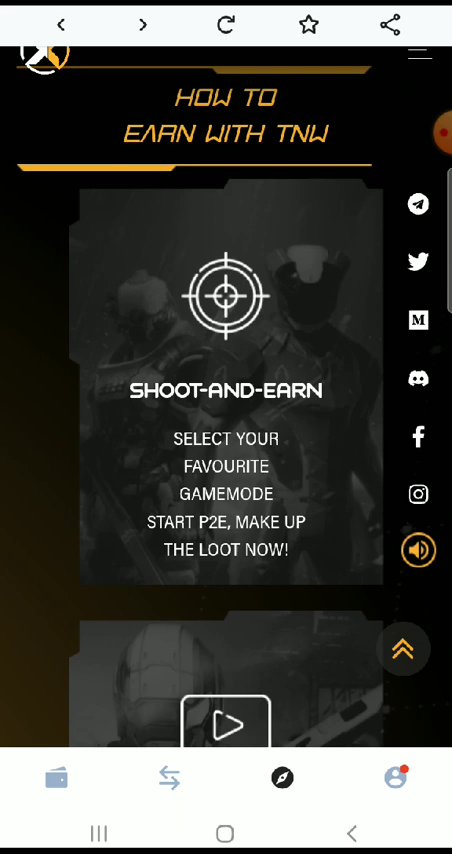 HOW TO
EARN WITH TNW
SHOOT-AND-EARN
SELECT YOUR
FAVOURITE
GAMEMODE
START P2E, MAKE UP
THE LOOT NOW!